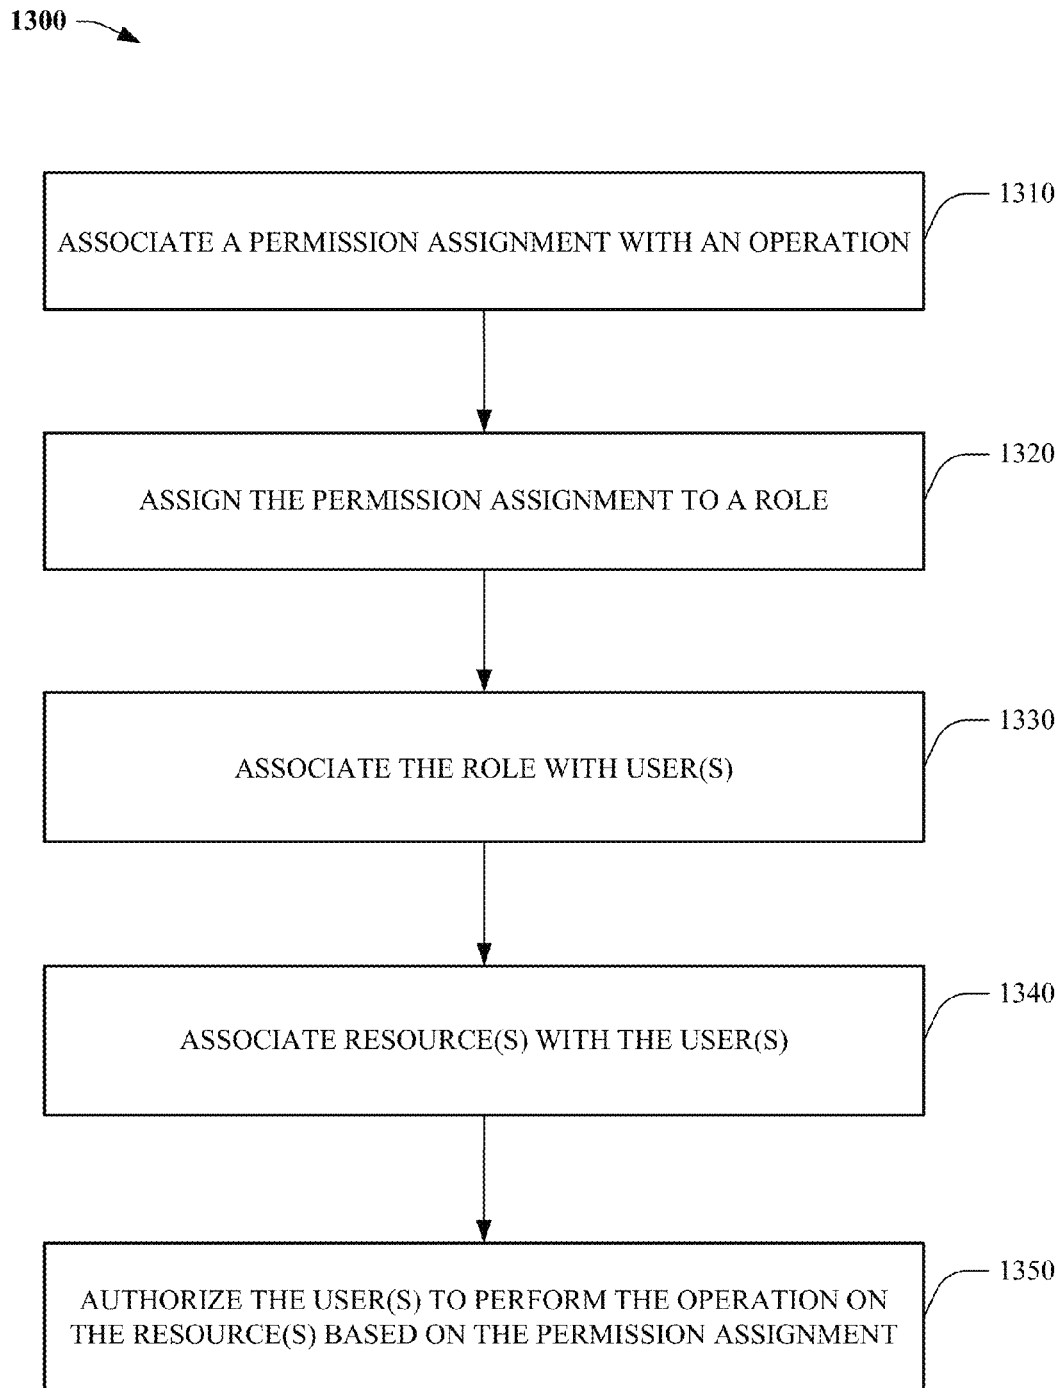 1300
1310
ASSOCIATE A PERMISSION ASSIGNMENT WITH AN OPERATION
1320
ASSIGN THE PERMISSION ASSIGNMENT TO A ROLE
1330
ASSOCIATE THE ROLE WITH USER(S)
1340
ASSOCIATE RESOURCE(S) WITH THE USER(S)
1350
AUTHORIZE THE USER(S) TO PERFORM THE OPERATION ON
THE RESOURCE(S) BASED ON THE PERMISSION ASSIGNMENT